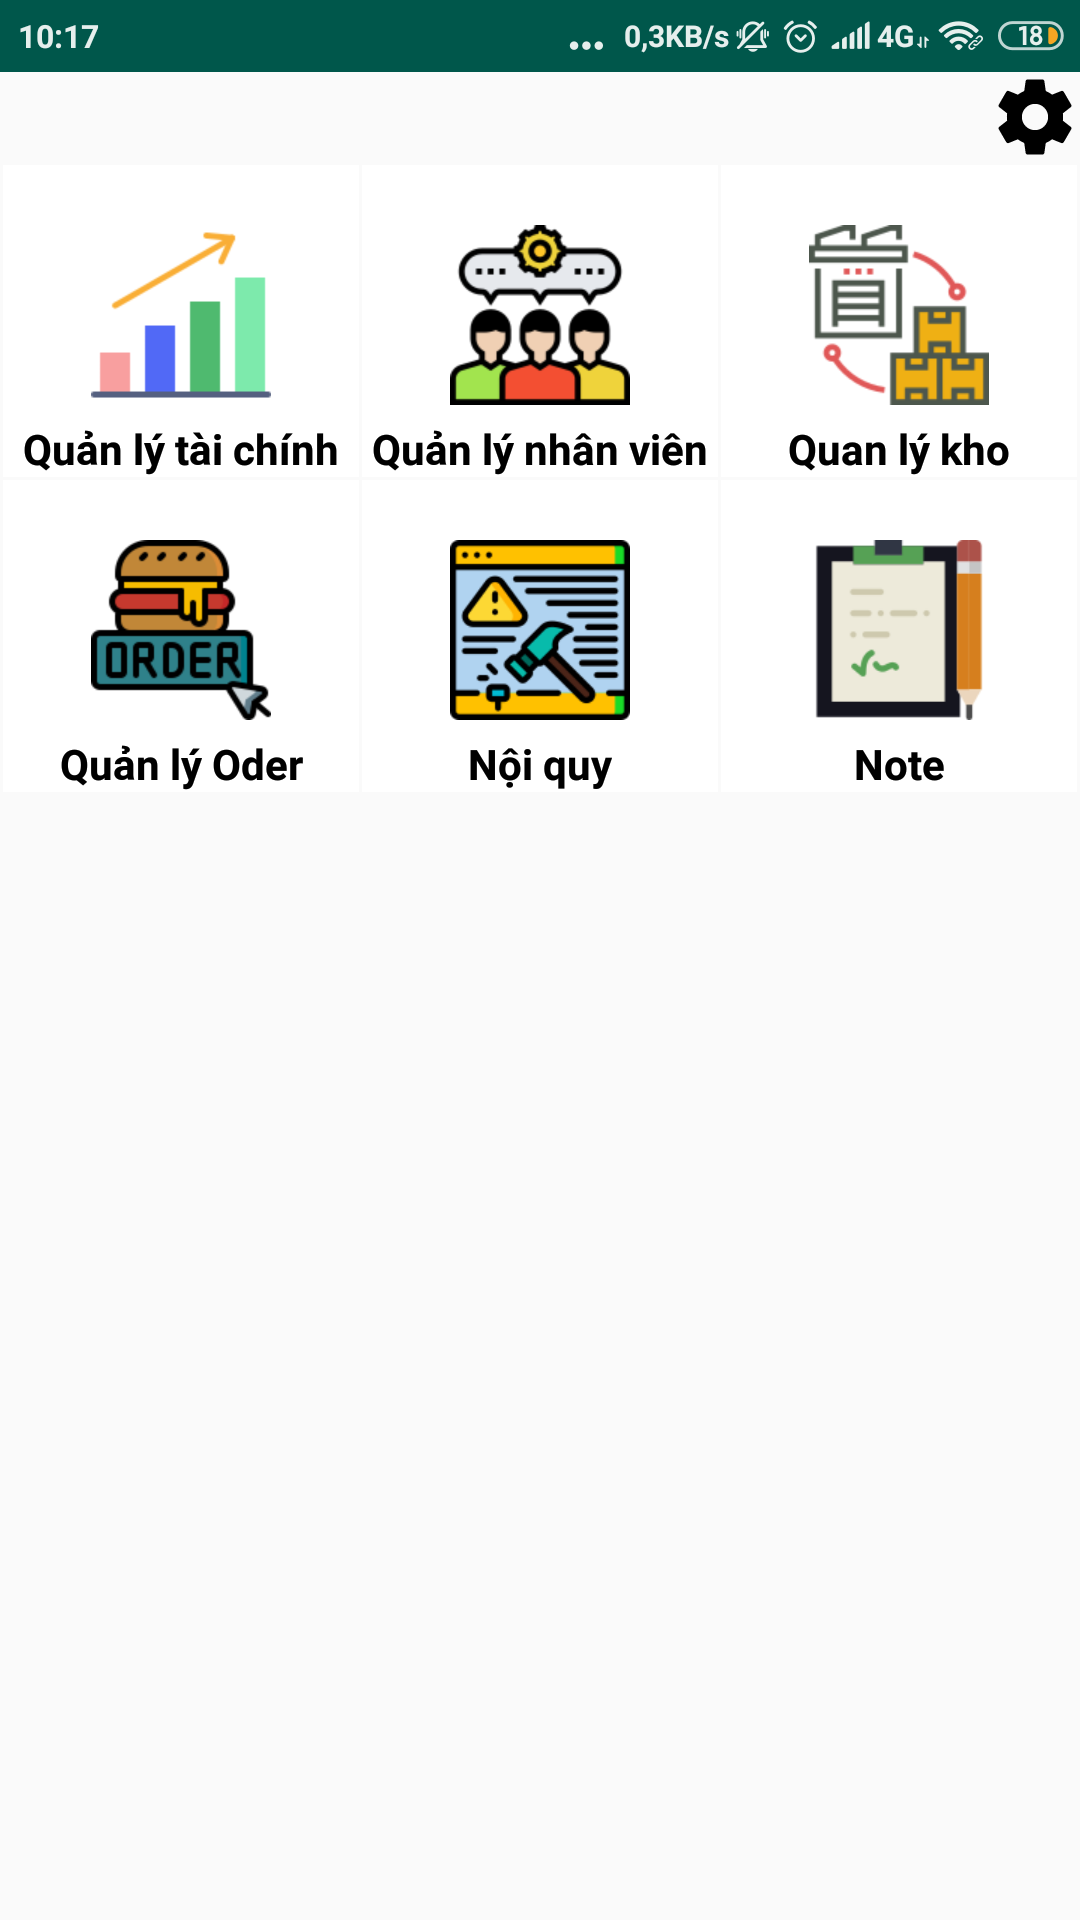 10:17 ... 0,3KB/s 4G 18
Quản lý tài chính Quản lý nhân viên Quan lý kho
ORDER
Quản lý Oder Nội quy Note